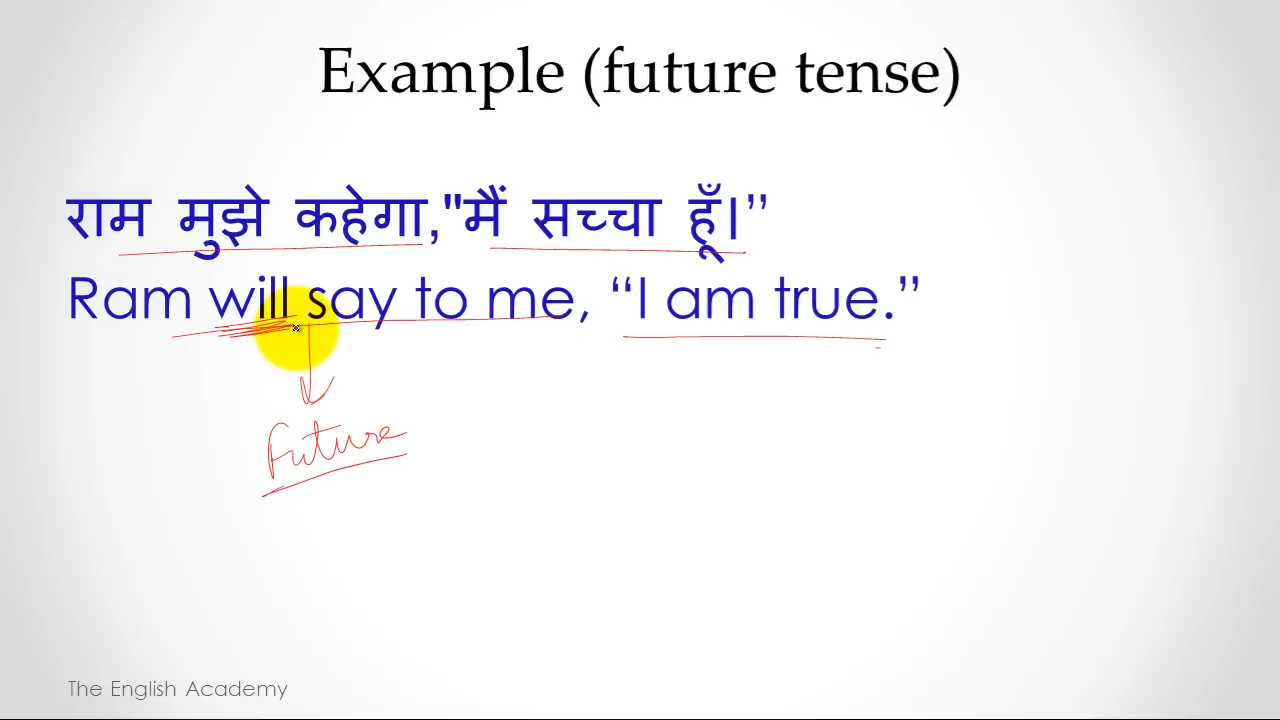 Example (future tense)
राम मुझे कहेगा,"मैं सच्चा हूँ।”
Ram will say to me, “I am true.”
Future
The English Academy